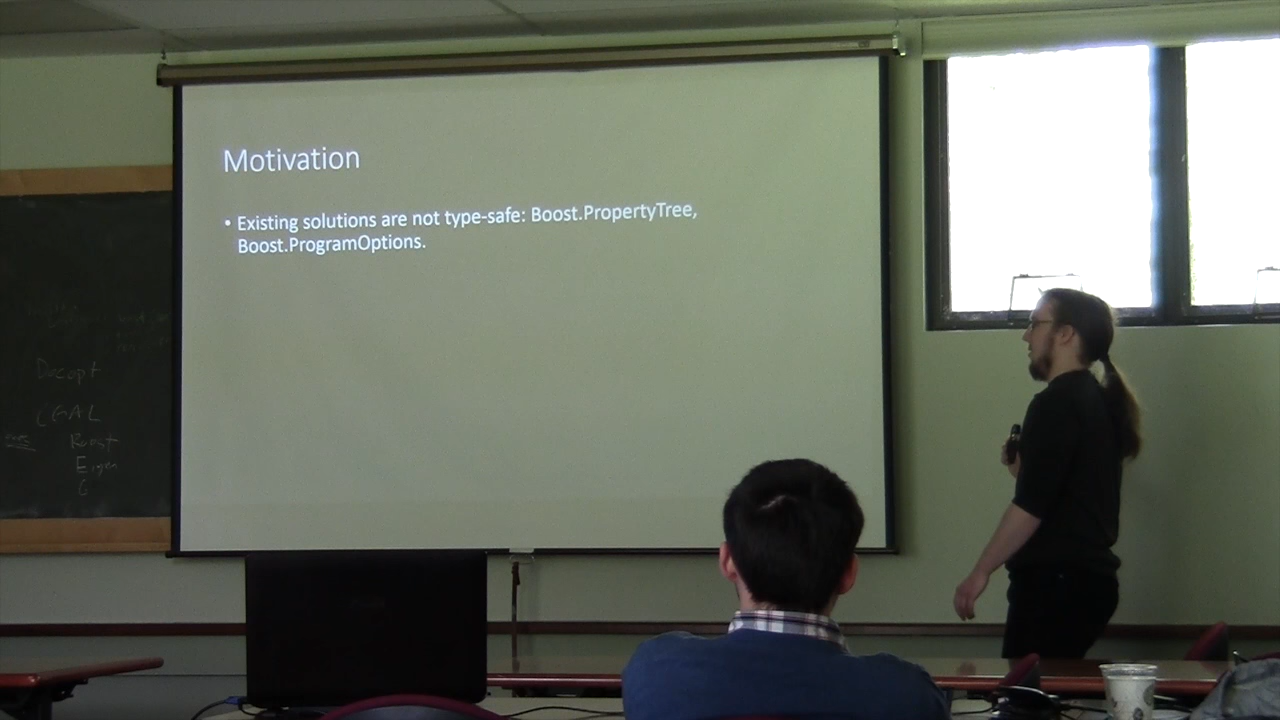 Motivation
• Existing solutions are not type-safe: Boost.PropertyTree,
Boost.ProgramOptions.
Docopt
CGAL
Boost
Eigen
G